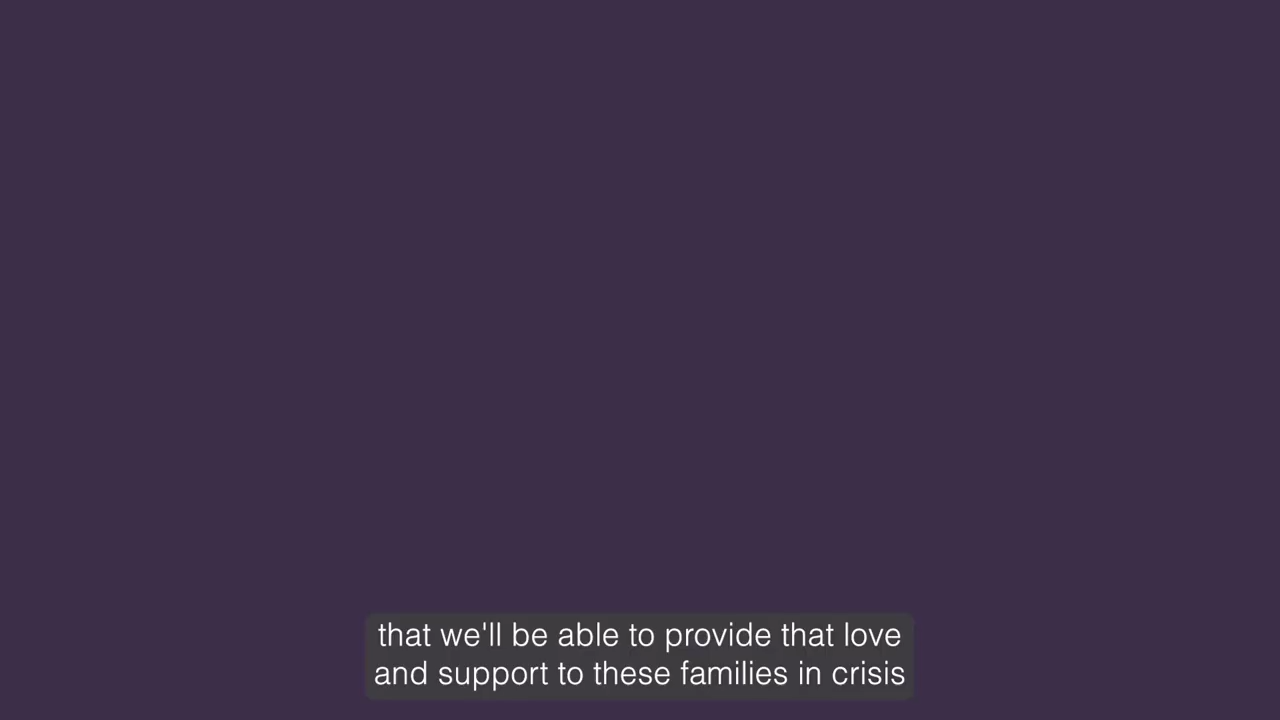 that we'll be able to provide that love
and support to these families in crisis